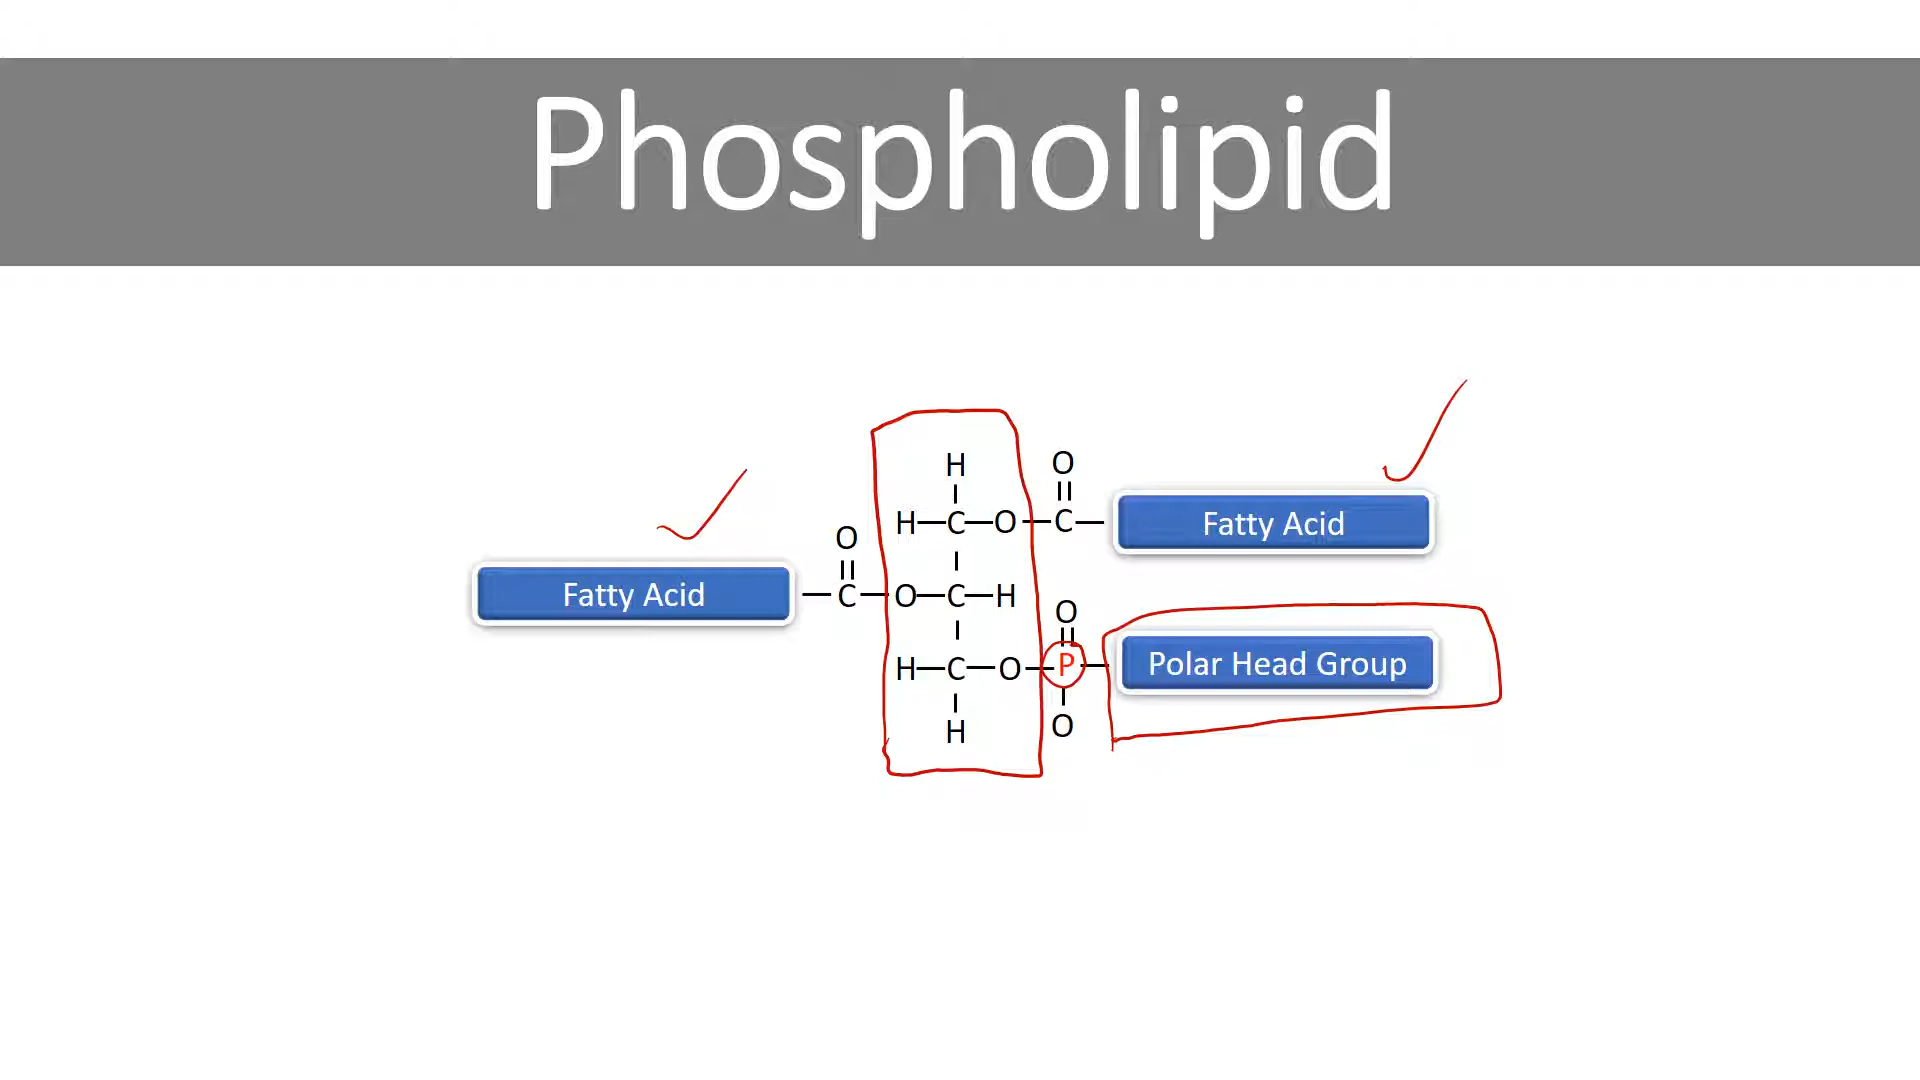 Phospholipid
H O
H C O C Fatty Acid
O
Fatty Acid C O C H
O
H C O P Polar Head Group
H O